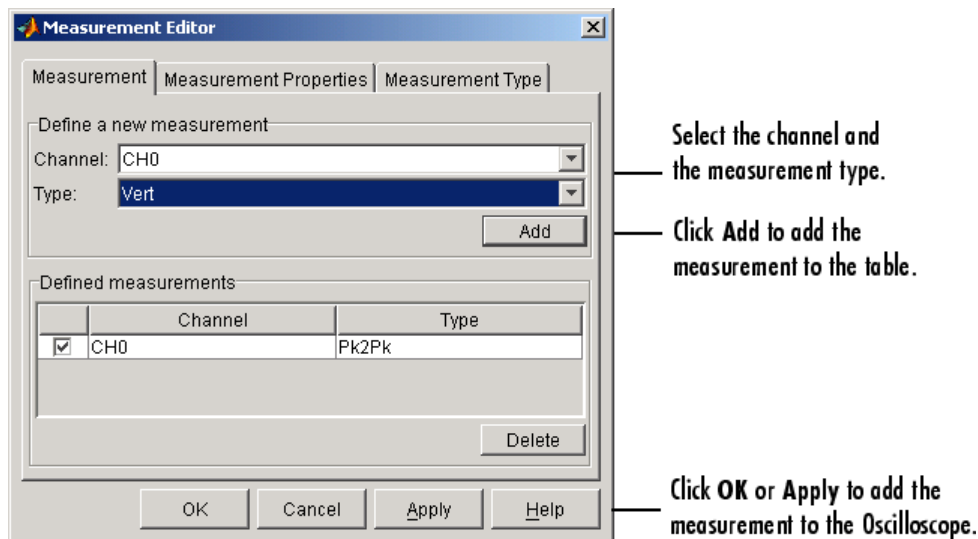 Measurement Editor
Measurement Measurement Properties Measurement Type
Define a new measurement
Channel: CH0
Type: Vert
Add
Defined measurements
Channel Type
CH0 Pk2Pk
Delete
OK Cancel Apply Help
Select the channel and
the measurement type.
Click Add to add the
measurement to the table.
Click OK or Apply to add the
measurement to the Oscilloscope.